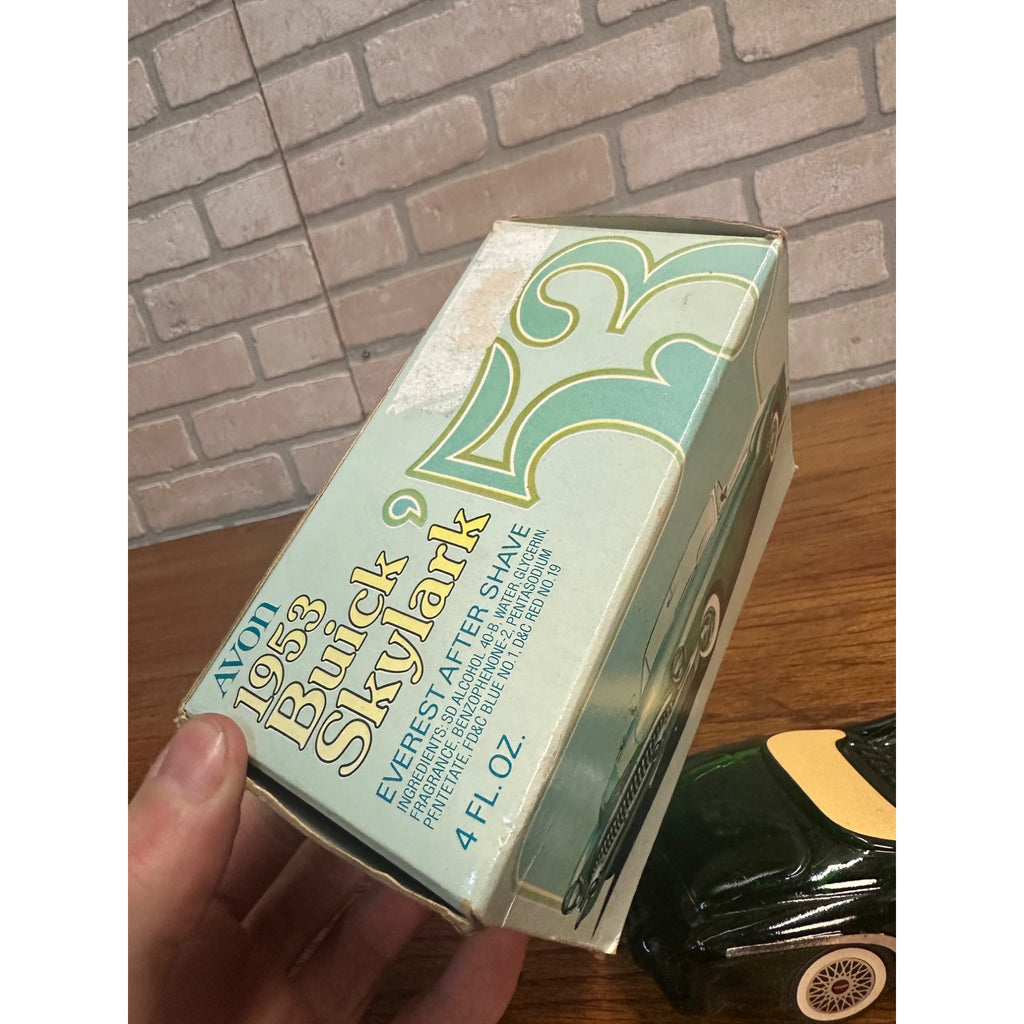 AVON
1953
Buick
Skylark
'53
EVEREST AFTER SHAVE
INGREDIENTS: SD ALCOHOL 40-B, WATER, GLYCERIN,
FRAGRANCE, BENZOPHENONE-2, PENTASODIUM
PENTETATE, FD&C BLUE NO. 1, D&C RED NO. 19
4 FL. OZ.